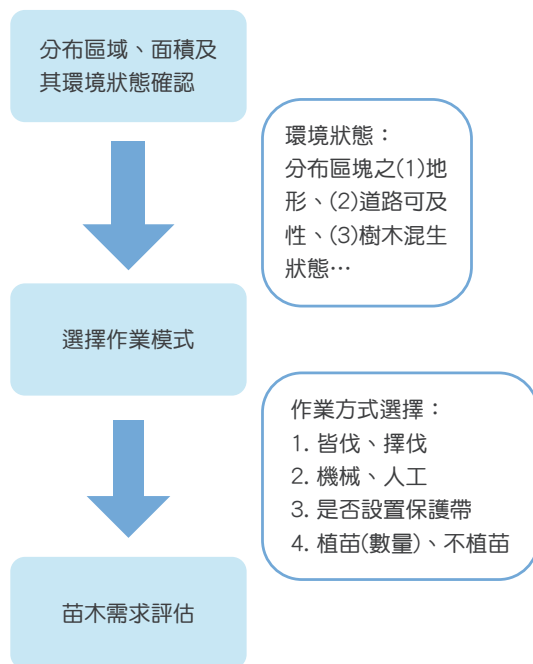 分布區域、面積及
其環境狀態確認
環境狀態：
分布區塊之(1)地
形、(2)道路可及
性、(3)樹木混生
狀態…
選擇作業模式
作業方式選擇：
1. 皆伐、擇伐
2. 機械、人工
3. 是否設置保護帶
4. 植苗(數量)、不植苗
苗木需求評估